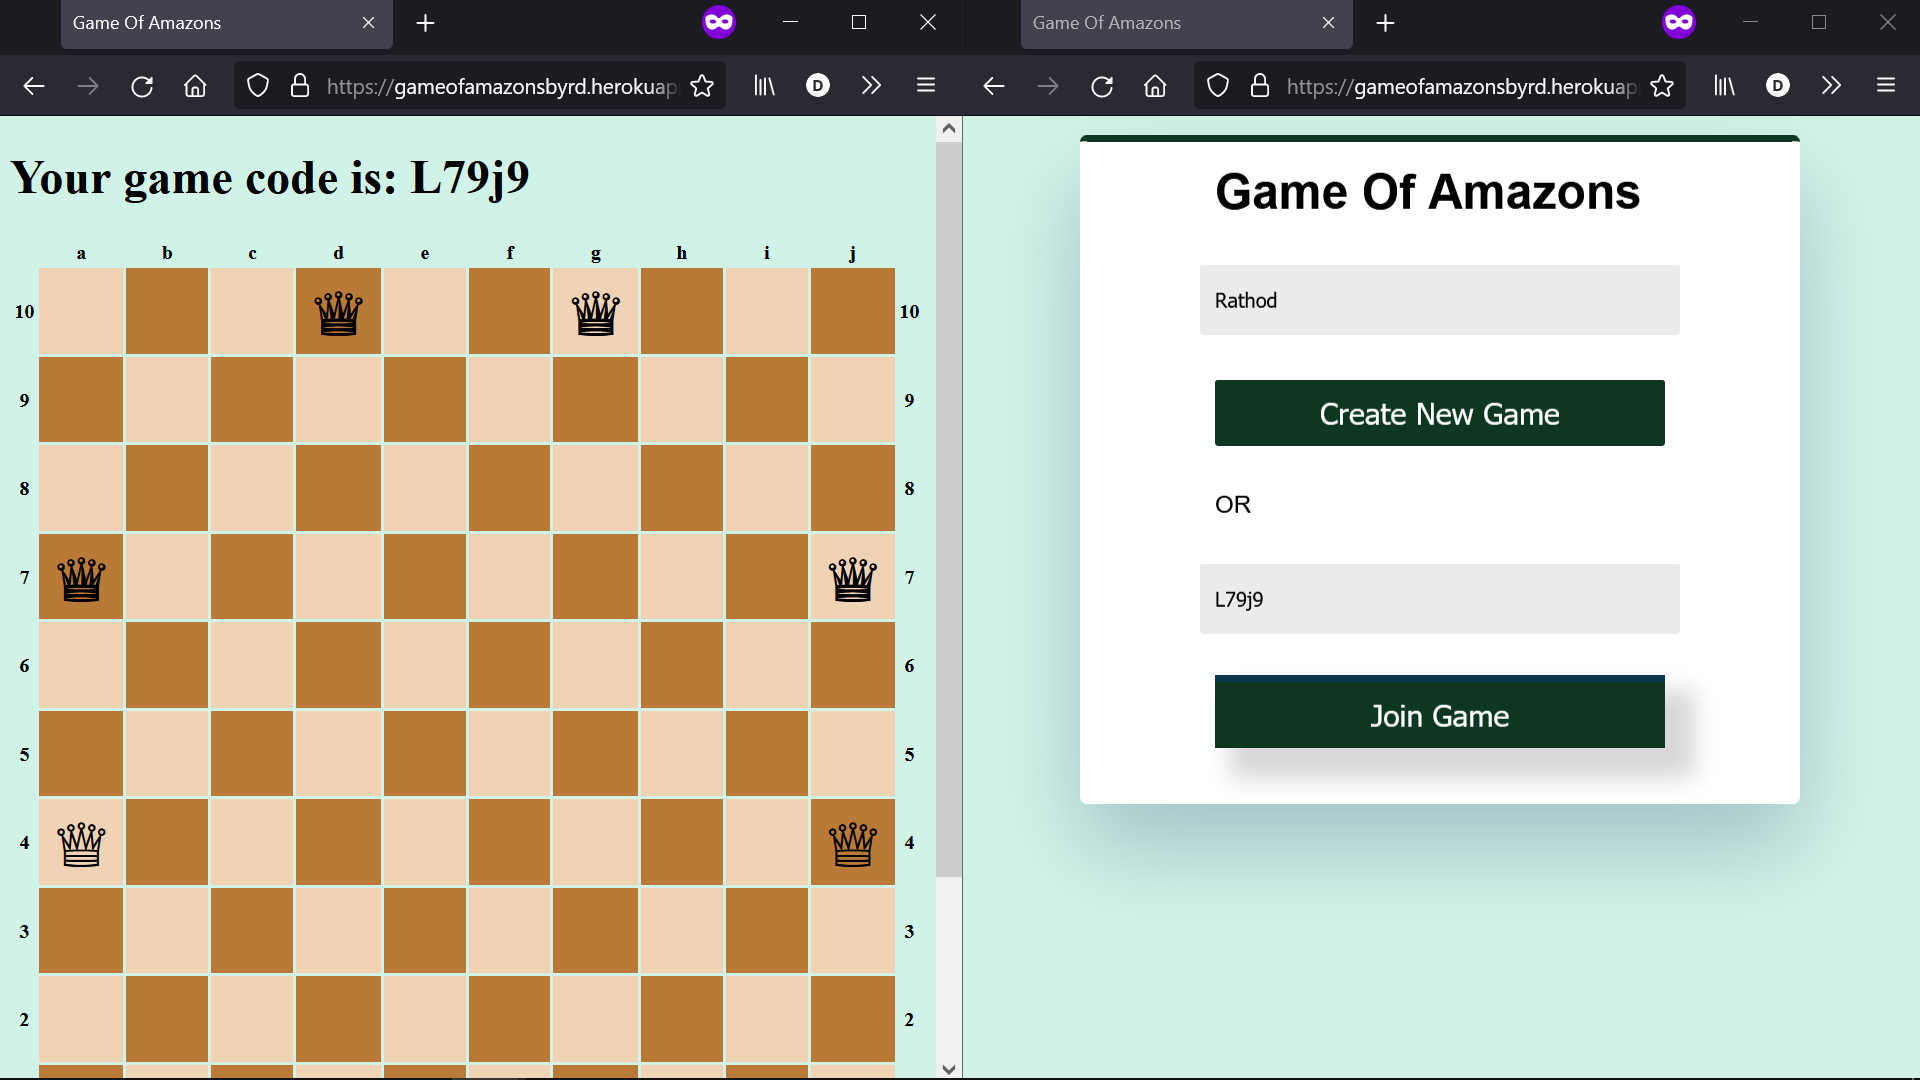 Game Of Amazons
https://gameofamazonsbyrd.herokuap
Your game code is: L79j9
a b c d e f g h i j
10 10
9 9
8 8
7 7
6 6
5 5
4 4
3 3
2 2
Game Of Amazons
D
https://gameofamazonsbyrd.herokuap
D
Game Of Amazons
Rathod
Create New Game
OR
L79j9
Join Game